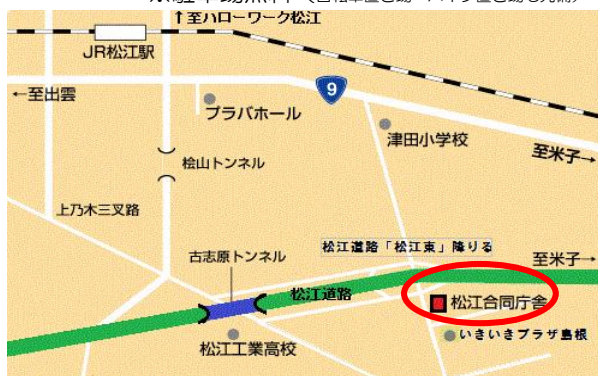 ↑至ハローワーク松江
JR松江駅
←至出雲
9
プラバホール
津田小学校
至米子→
桧山トンネル
上乃木三叉路
松江道路「松江東」降りる
古志原トンネル
至米子→
松江道路
松江合同庁舎
いきいきプラザ島根
松江工業高校